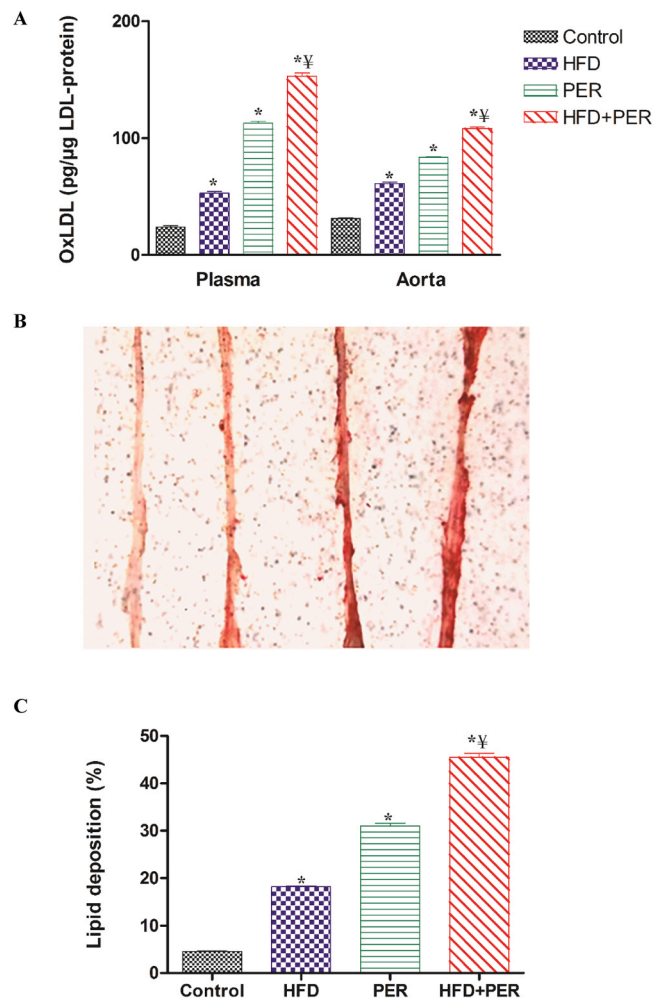 A
OxLDL (pg/μg LDL-protein)
200
100
0
*
*
*¥
*
*
*¥
Plasma
Aorta
Control
HFD
PER
HFD+PER
B
C
Lipid deposition (%)
50
40
30
20
10
0
*
*
*¥
Control
HFD
PER
HFD+PER